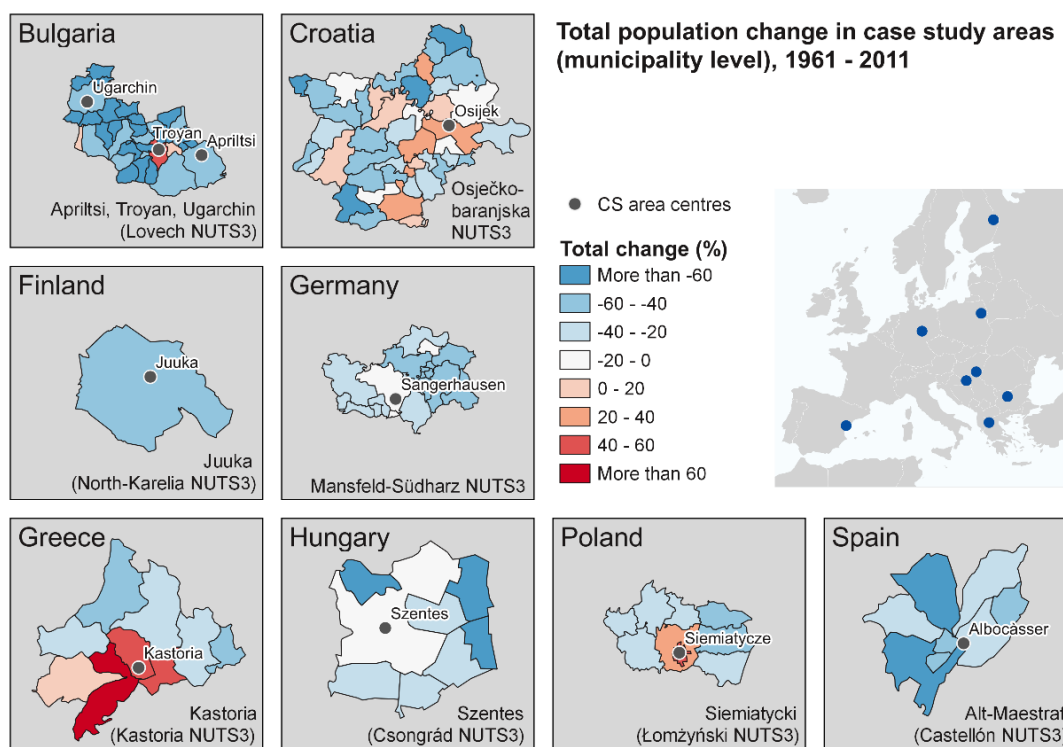 Bulgaria
Ugarchin
Troyan
Apriltsi
Apriltsi, Troyan, Ugarchin
(Lovech NUTS3)
Croatia
Osijek
Osječko-
baranjska
NUTS3
Total population change in case study areas
(municipality level), 1961 - 2011
CS area centres
Total change (%)
More than -60
-60 - -40
-40 - -20
-20 - 0
0 - 20
20 - 40
40 - 60
More than 60
Finland
Juuka
Juuka
(North-Karelia NUTS3)
Germany
Sangerhausen
Mansfeld-Südharz NUTS3
Greece
Kastoria
Kastoria
(Kastoria NUTS3)
Hungary
Szentes
Szentes
(Csongrád NUTS3)
Poland
Siemiatycze
Siemiatycki
(Łomżyński NUTS3)
Spain
Albocàsser
Alt-Maestrat
(Castellón NUTS3